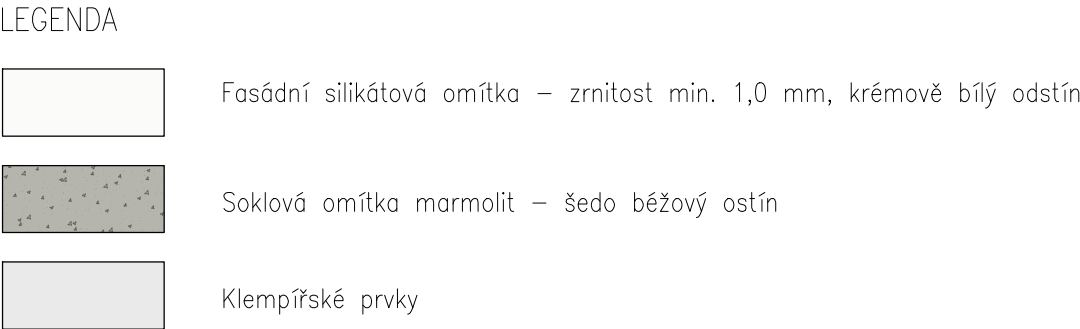 LEGENDA
Fasádní silikátová omítka – zrnitost min. 1,0 mm, krémově bílý odstín
Soklová omítka marmolit – šedo béžový ostín
Klempířské prvky